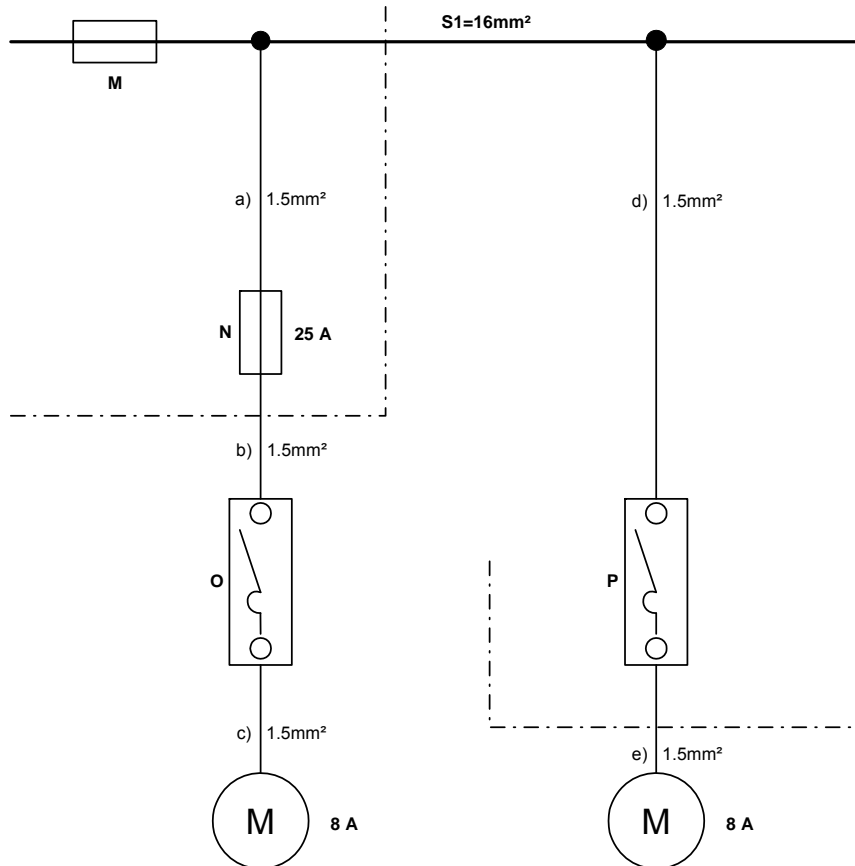 S1=16mm²
M
a) 1.5mm²
d) 1.5mm²
N 25 A
b) 1.5mm²
O
P
c) 1.5mm²
e) 1.5mm²
M 8 A
M 8 A